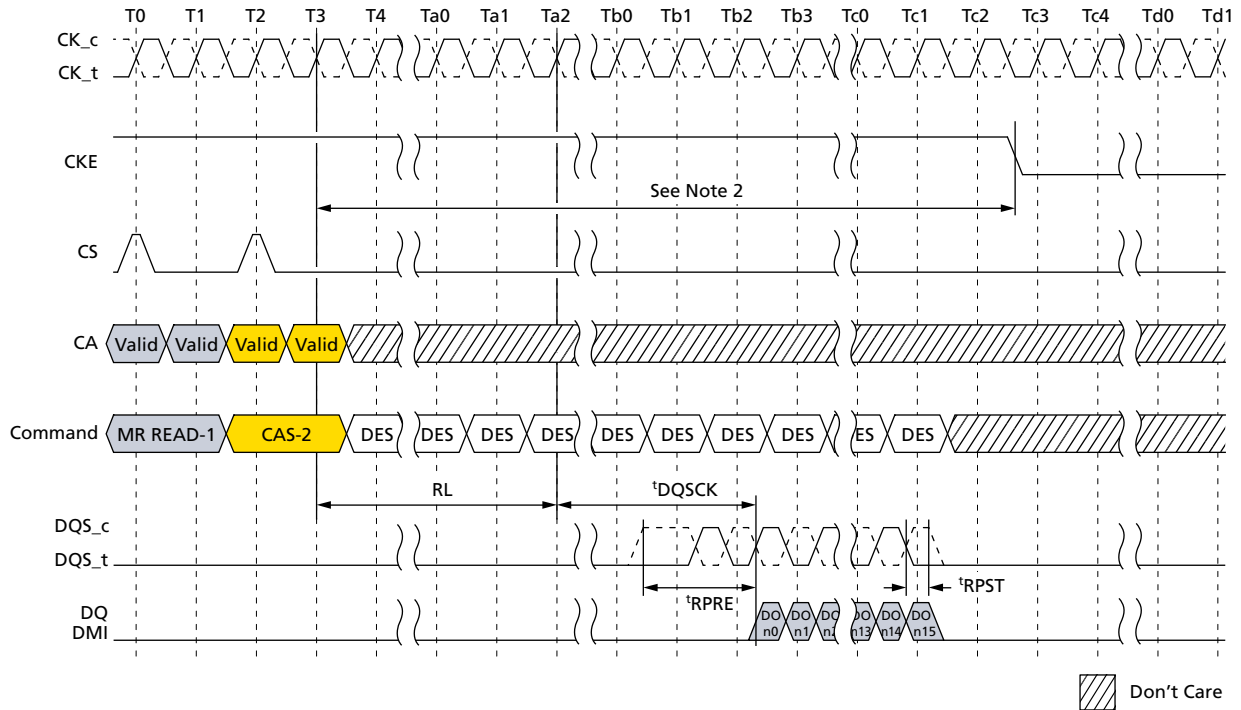 T0 T1 T2 T3 T4 Ta0 Ta1 Ta2 Tb0 Tb1 Tb2 Tb3 Tc0 Tc1 Tc2 Tc3 Tc4 Td0 Td1
CK_c
CK_t
CKE
See Note 2
CS
CA Valid Valid Valid Valid
Command MR READ-1 CAS-2 DES DES DES DES DES DES DES DES ES DES
RL tDQSCK
DQS_c
DQS_t
tRPRE tRPST
DQ
DMI
DO n0 DO n1 DO n2 DO n13 DO n14 DO n15
Don't Care